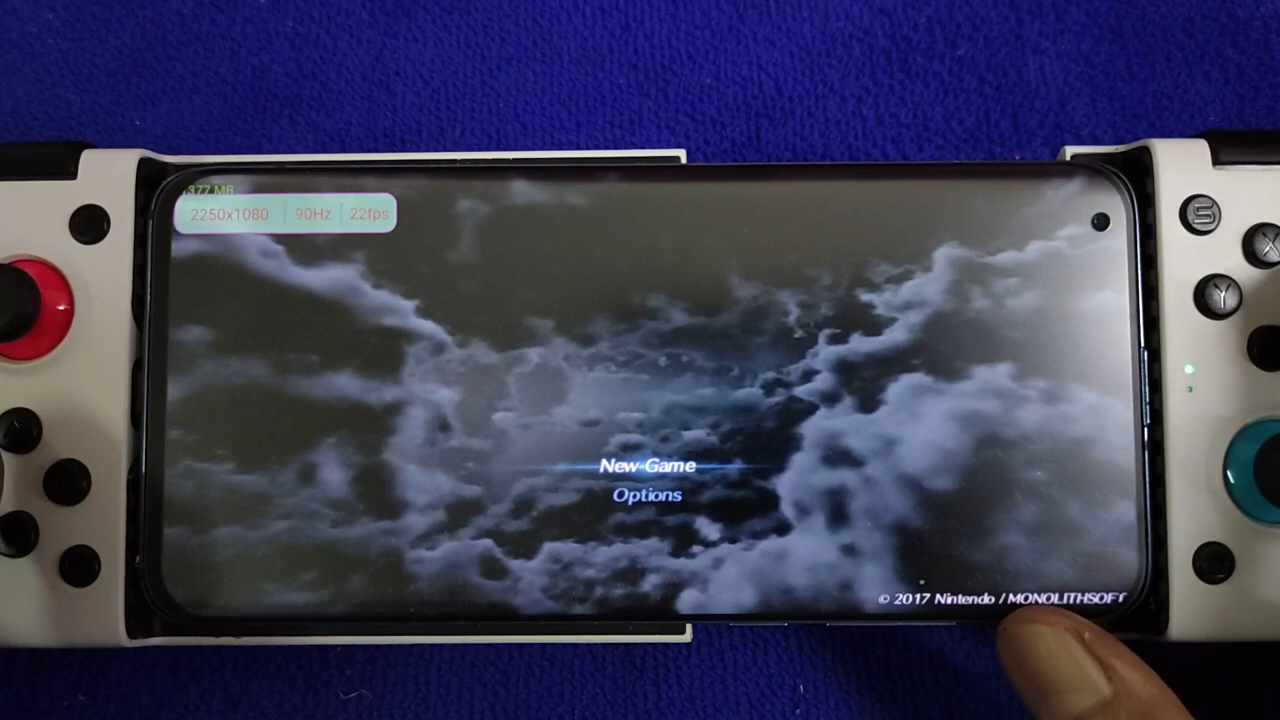 377 MB
2250x1080 90Hz 22fps
S
X
Y
New Game
Options
© 2017 Nintendo / MONOLITHSOFT